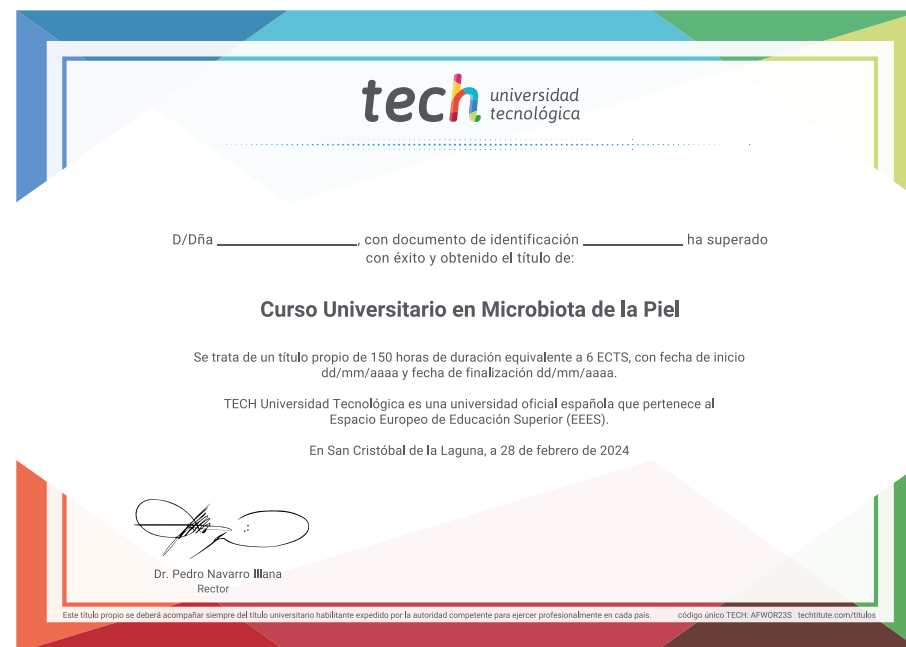 tech universidad
tecnológica
D/Dña ____________________, con documento de identificación ______________ ha superado
con éxito y obtenido el título de:
Curso Universitario en Microbiota de la Piel
Se trata de un título propio de 150 horas de duración equivalente a 6 ECTS, con fecha de inicio
dd/mm/aaaa y fecha de finalización dd/mm/aaaa.
TECH Universidad Tecnológica es una universidad oficial española que pertenece al
Espacio Europeo de Educación Superior (EEES).
En San Cristóbal de la Laguna, a 28 de febrero de 2024
Dr. Pedro Navarro Illana
Rector
Este título propio se deberá acompañar siempre del título universitario habilitante expedido por la autoridad competente para ejercer profesionalmente en cada país. código único TECH: AFWOR23S techtitute.com/titulos